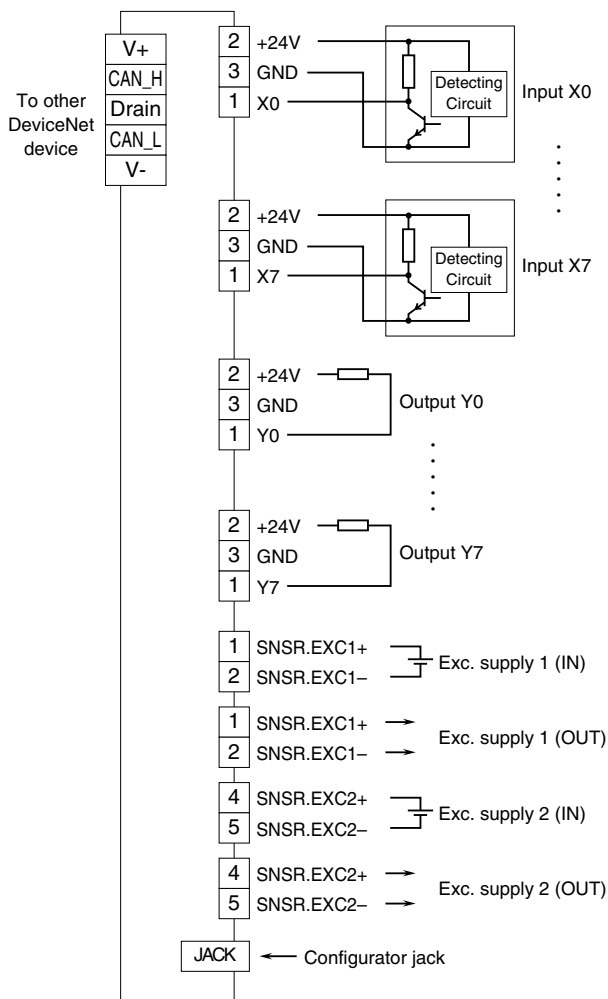 To other
DeviceNet
device
V+
CAN_H
Drain
CAN_L
V-
2 +24V
3 GND
1 X0
Detecting
Circuit
Input X0
2 +24V
3 GND
1 X7
Detecting
Circuit
Input X7
2 +24V
3 GND
1 Y0
Output Y0
2 +24V
3 GND
1 Y7
Output Y7
1 SNSR.EXC1+
2 SNSR.EXC1–
Exc. supply 1 (IN)
1 SNSR.EXC1+
2 SNSR.EXC1–
Exc. supply 1 (OUT)
4 SNSR.EXC2+
5 SNSR.EXC2–
Exc. supply 2 (IN)
4 SNSR.EXC2+
5 SNSR.EXC2–
Exc. supply 2 (OUT)
JACK
Configurator jack